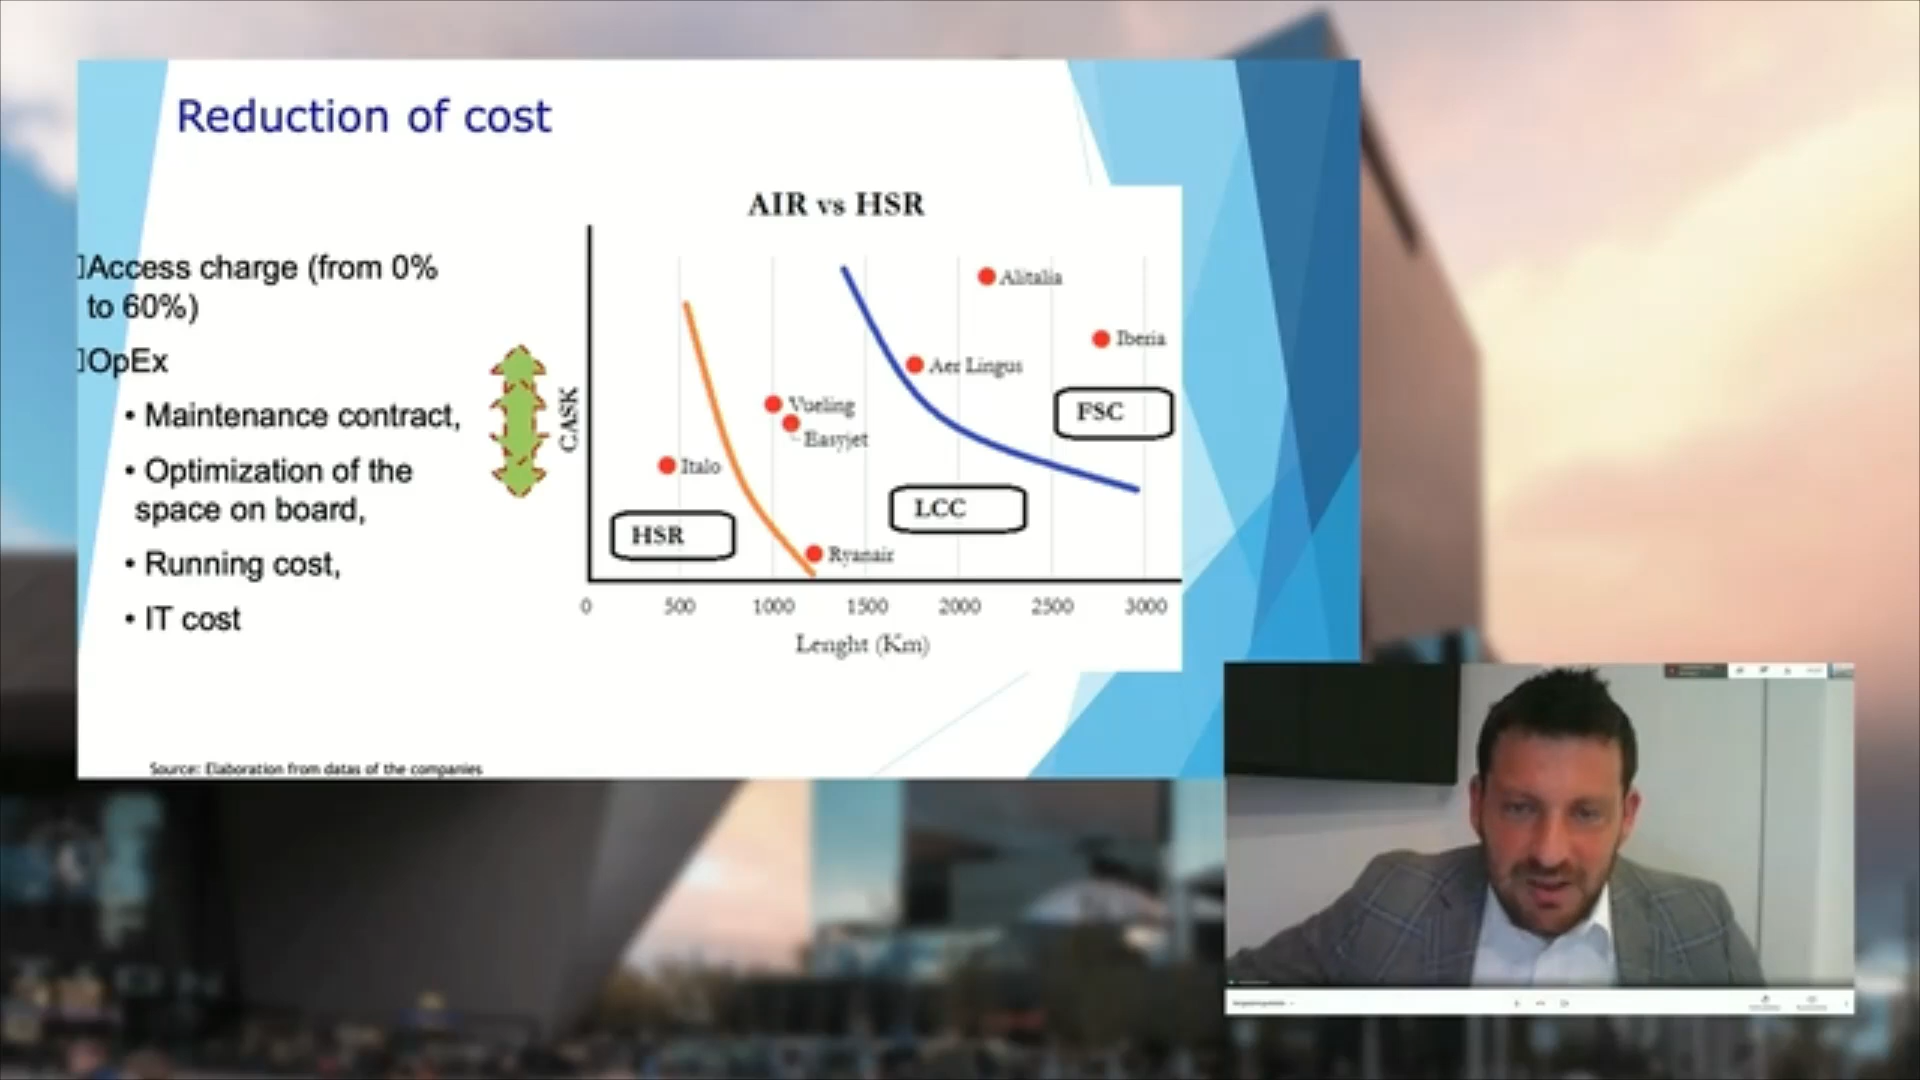 Reduction of cost
Access charge (from 0%
to 60%)
OpEx
• Maintenance contract,
• Optimization of the
space on board,
• Running cost,
• IT cost
AIR vs HSR
CASK
Alitalia
Iberia
Aer Lingus
Vueling
Easyjet
Italo
Ryanair
FSC
LCC
HSR
0 500 1000 1500 2000 2500 3000
Lenght (Km)
Source: Elaboration from datas of the companies